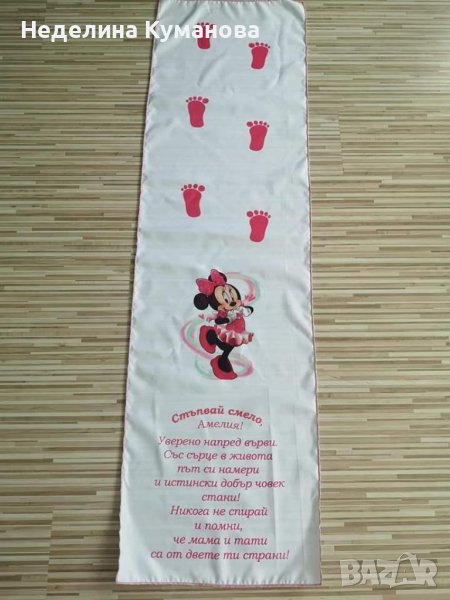 Неделина Куманова
Стъпвай смело,
Амелия!
Уверено напред върви.
Със сърце в живота
път си намери
и истински добър човек
стани!
Никога не спирай
и помни,
че мама и тати
са от двете ти страни!
BAZAR